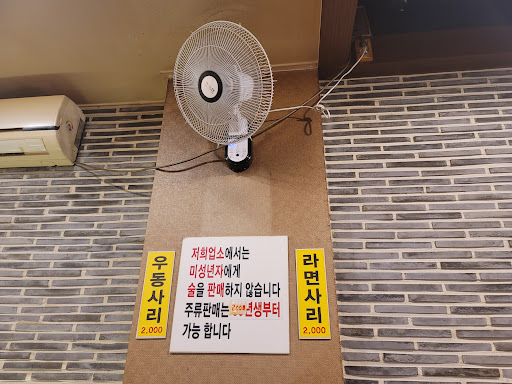 우동사리
2,000
저희업소에서는
미성년자에게
술을 판매하지 않습니다
주류판매는 년생부터
가능 합니다
라면사리
2,000